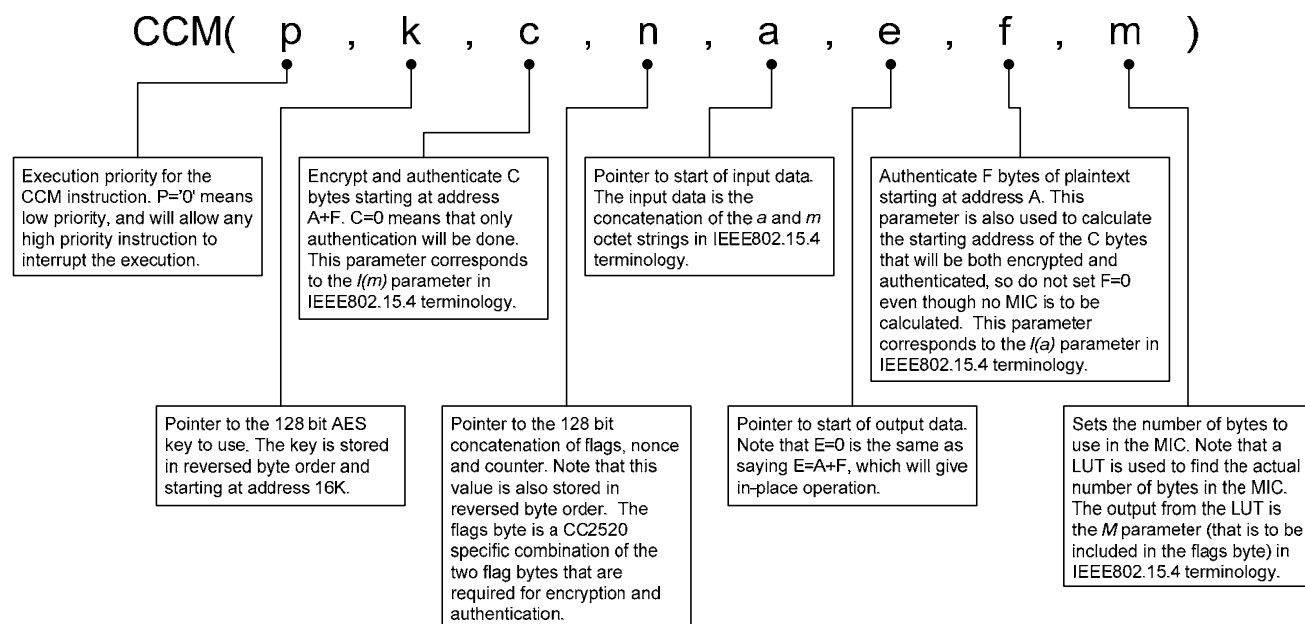 CCM( p , k , c , n , a , e , f , m )
Execution priority for the
CCM instruction. P='0' means
low priority, and will allow any
high priority instruction to
interrupt the execution.
Encrypt and authenticate C
bytes starting at address
A+F. C=0 means that only
authentication will be done.
This parameter corresponds
to the l(m) parameter in
IEEE802.15.4 terminology.
Pointer to start of input data.
The input data is the
concatenation of the a and m
octet strings in IEEE802.15.4
terminology.
Authenticate F bytes of plaintext
starting at address A. This
parameter is also used to calculate
the starting address of the C bytes
that will be both encrypted and
authenticated, so do not set F=0
even though no MIC is to be
calculated. This parameter
corresponds to the l(a) parameter in
IEEE802.15.4 terminology.
Pointer to the 128 bit AES
key to use. The key is stored
in reversed byte order and
starting at address 16K.
Pointer to the 128 bit
concatenation of flags, nonce
and counter. Note that this
value is also stored in
reversed byte order. The
flags byte is a CC2520
specific combination of the
two flag bytes that are
required for encryption and
authentication.
Pointer to start of output data.
Note that E=0 is the same as
saying E=A+F, which will give
in-place operation.
Sets the number of bytes to
use in the MIC. Note that a
LUT is used to find the actual
number of bytes in the MIC.
The output from the LUT is
the M parameter (that is to be
included in the flags byte) in
IEEE802.15.4 terminology.